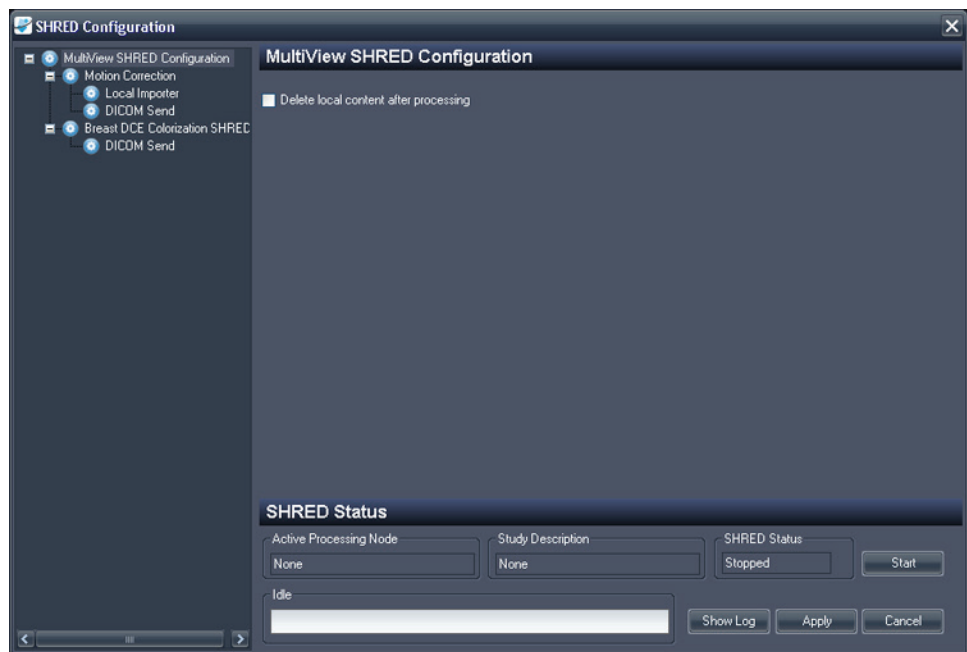 SHRED Configuration
MultiView SHRED Configuration
Motion Correction
Local Importer
DICOM Send
Breast DCE Colorization SHRED
DICOM Send
MultiView SHRED Configuration
Delete local content after processing
SHRED Status
Active Processing Node
None
Study Description
None
SHRED Status
Stopped
Start
Idle
Show Log
Apply
Cancel